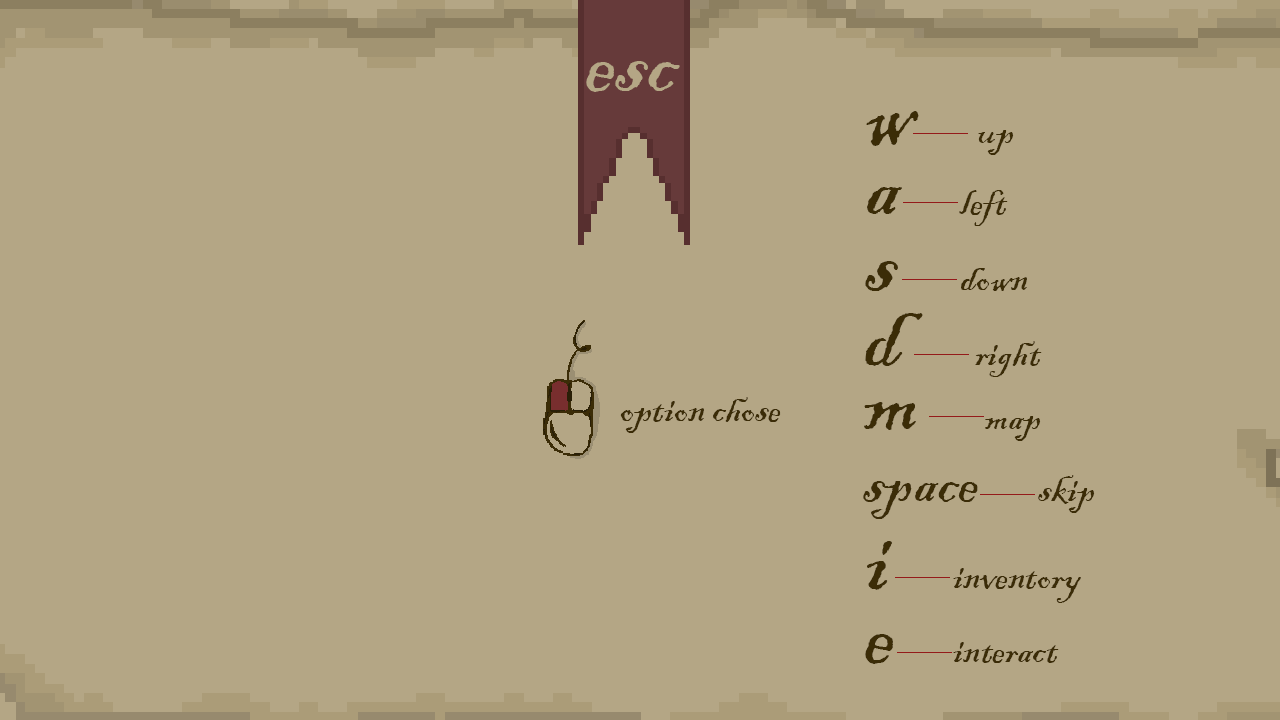 esc
w up
a left
s down
d right
option chose
m map
space skip
i inventory
e interact